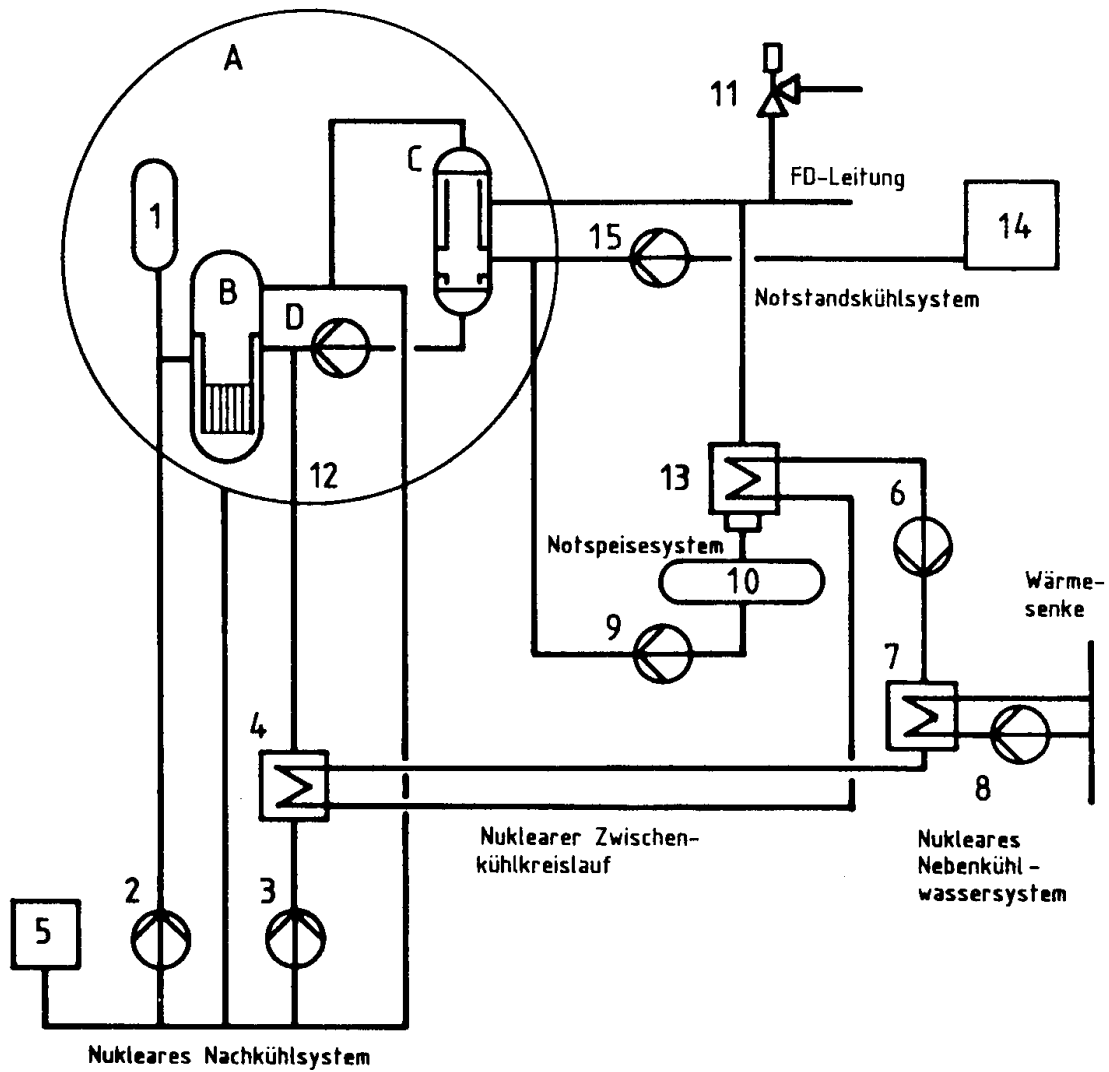 A
11
C
FD-Leitung
1
14
15
B
D
Notstandskühlsystem
12
13
6
Notspeisesystem
10
Wärme-
senke
9
7
4
8
Nuklearer Zwischen-
kühlkreislauf
Nukleares
Nebenkühl-
wassersystem
2
3
5
Nukleares Nachkühlsystem